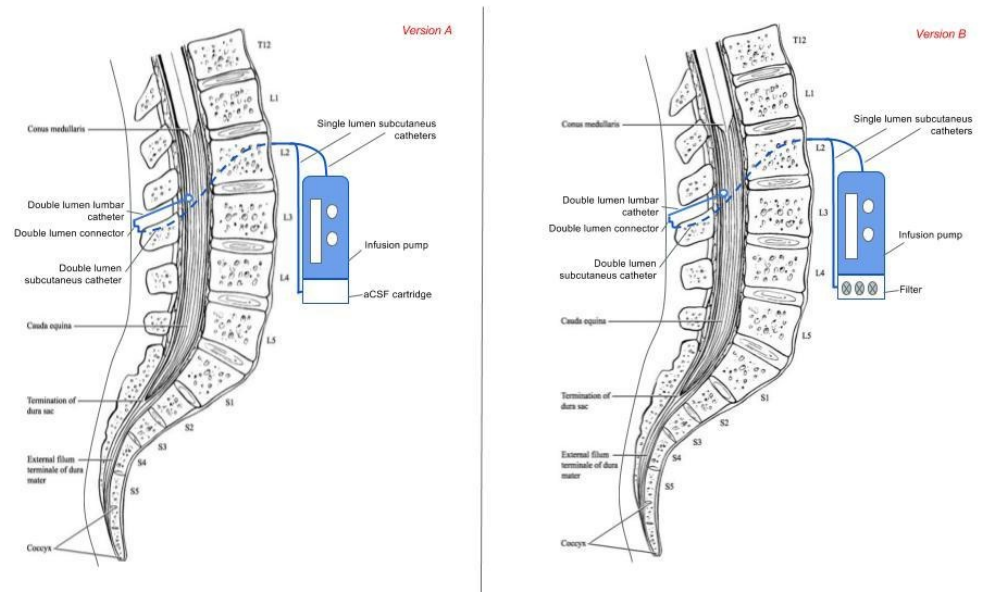 Version A
T12
L1
Conus medullaris
Single lumen subcutaneus
catheters
L2
Double lumen lumbar
catheter
L3
Double lumen connector
Infusion pump
Double lumen
subcutaneus catheter
L4
aCSF cartridge
Cauda equina
L5
Termination of
dura sac
S1
S2
S3
External filum
terminale of dura
mater
S4
S5
Coccyx
Version B
T12
L1
Conus medullaris
Single lumen subcutaneus
catheters
L2
Double lumen lumbar
catheter
L3
Double lumen connector
Infusion pump
Double lumen
subcutaneus catheter
L4
Filter
Cauda equina
L5
Termination of
dura sac
S1
S2
S3
External filum
terminale of dura
mater
S4
S5
Coccyx